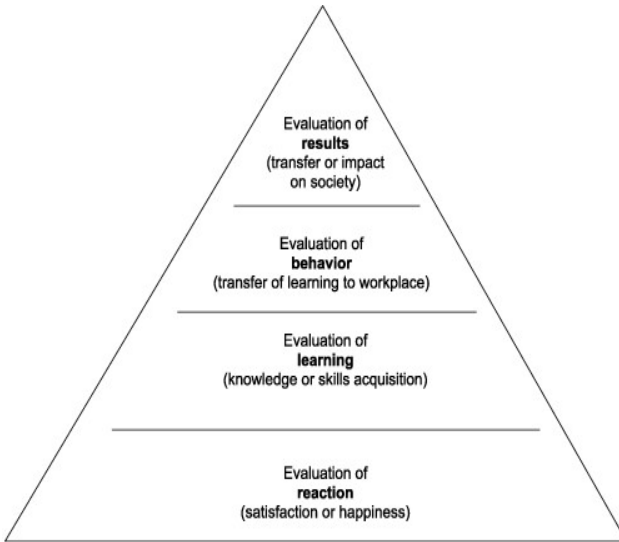 Evaluation of
results
(transfer or impact
on society)
Evaluation of
behavior
(transfer of learning to workplace)
Evaluation of
learning
(knowledge or skills acquisition)
Evaluation of
reaction
(satisfaction or happiness)